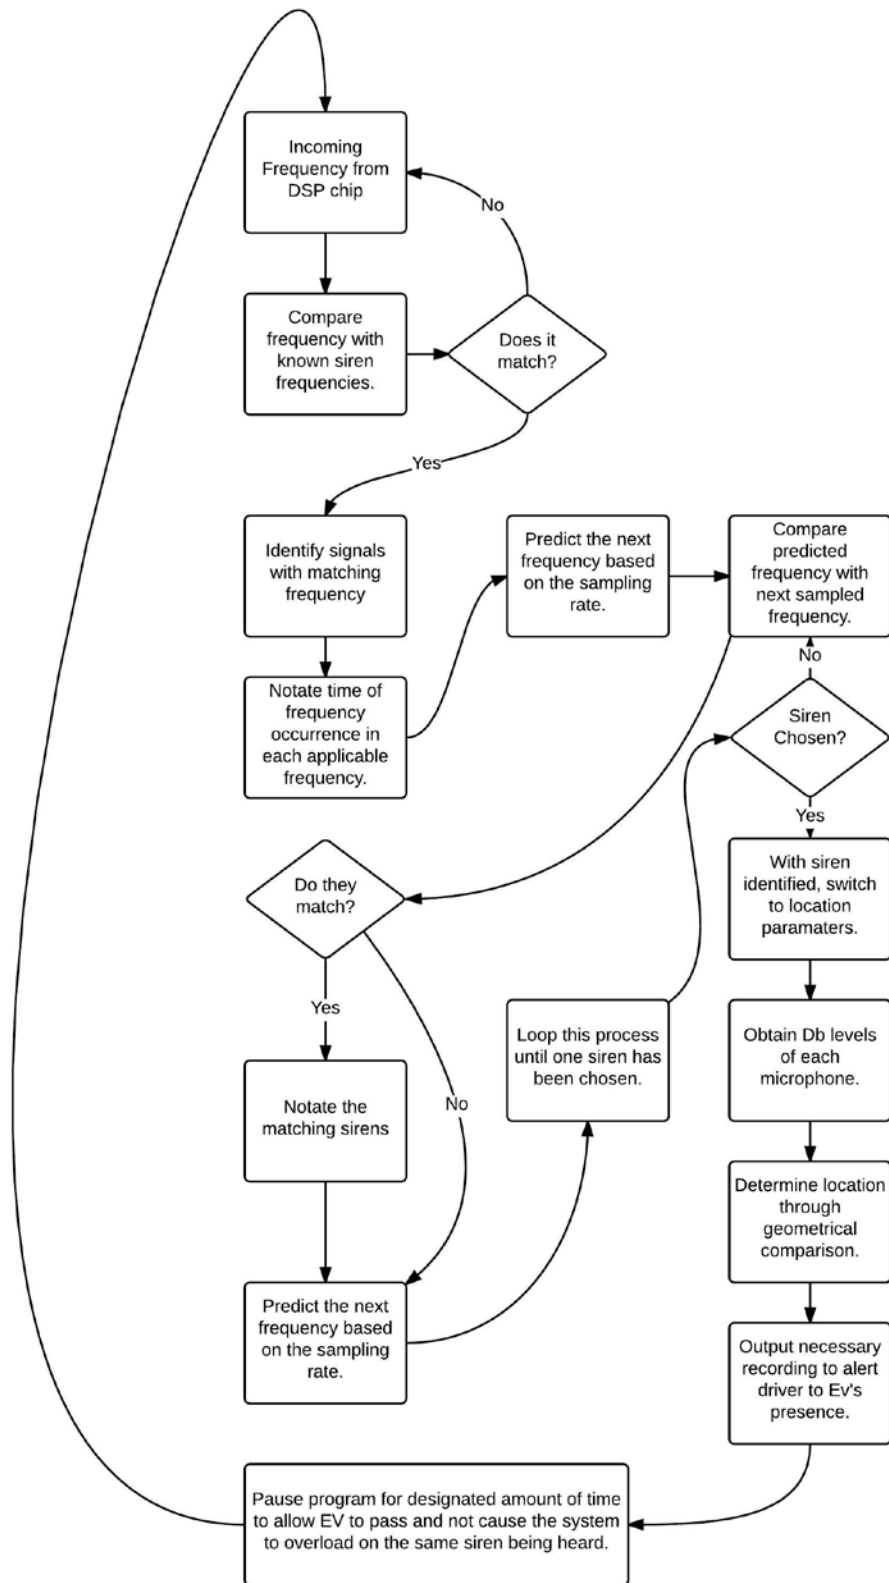 Incoming
Frequency from
DSP chip
No
Compare
frequency with
known siren
frequencies.
Does it
match?
Yes
Identify signals
with matching
frequency
Predict the next
frequency based
on the sampling
rate.
Compare
predicted
frequency with
next sampled
frequency.
No
Notate time of
frequency
occurrence in
each applicable
frequency.
Siren
Chosen?
Yes
With siren
identified, switch
to location
paramaters.
Do they
match?
Yes
No
Loop this process
until one siren has
been chosen.
Obtain Db levels
of each
microphone.
Notate the
matching sirens
Determine location
through
geometrical
comparison.
Predict the next
frequency based
on the sampling
rate.
Output necessary
recording to alert
driver to Ev's
presence.
Pause program for designated amount of time
to allow EV to pass and not cause the system
to overload on the same siren being heard.